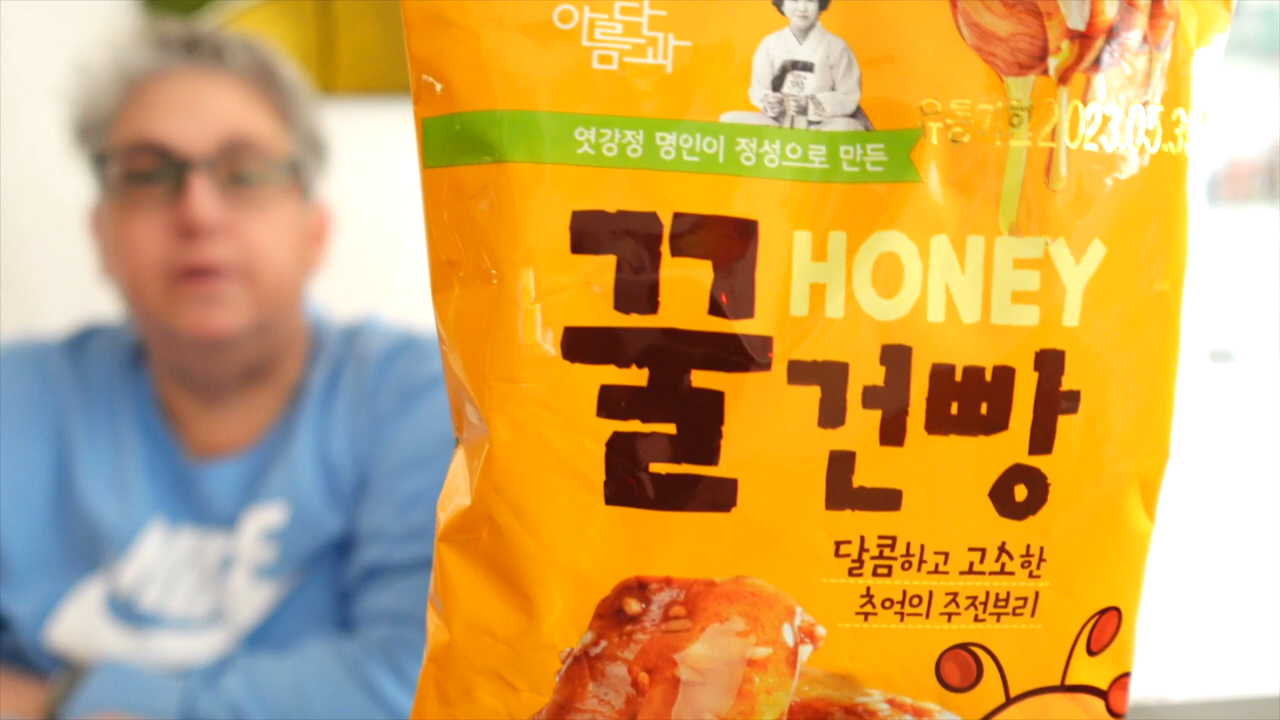 아름답과
엿강정 명인이 정성으로 만든
유통기한 2023.05.3
꿀
HONEY
건빵
달콤하고 고소한
추억의 주전부리
NIKE